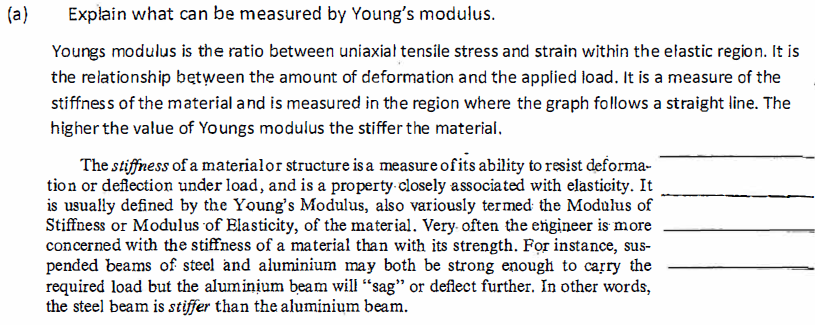 (a) Explain what can be measured by Young's modulus.
Youngs modulus is the ratio between uniaxial tensile stress and strain within the elastic region. It is
the relationship between the amount of deformation and the applied load. It is a measure of the
stiffness of the material and is measured in the region where the graph follows a straight line. The
higher the value of Youngs modulus the stiffer the material.
The stiffness of a material or structure is a measure of its ability to resist deforma-
tion or deflection under load, and is a property closely associated with elasticity. It
is usually defined by the Young's Modulus, also variously termed the Modulus of
Stiffness or Modulus of Elasticity, of the material. Very often the engineer is more
concerned with the stiffness of a material than with its strength. For instance, sus-
pended beams of steel and aluminium may both be strong enough to carry the
required load but the aluminium beam will "sag" or deflect further. In other words,
the steel beam is stiffer than the aluminium beam.